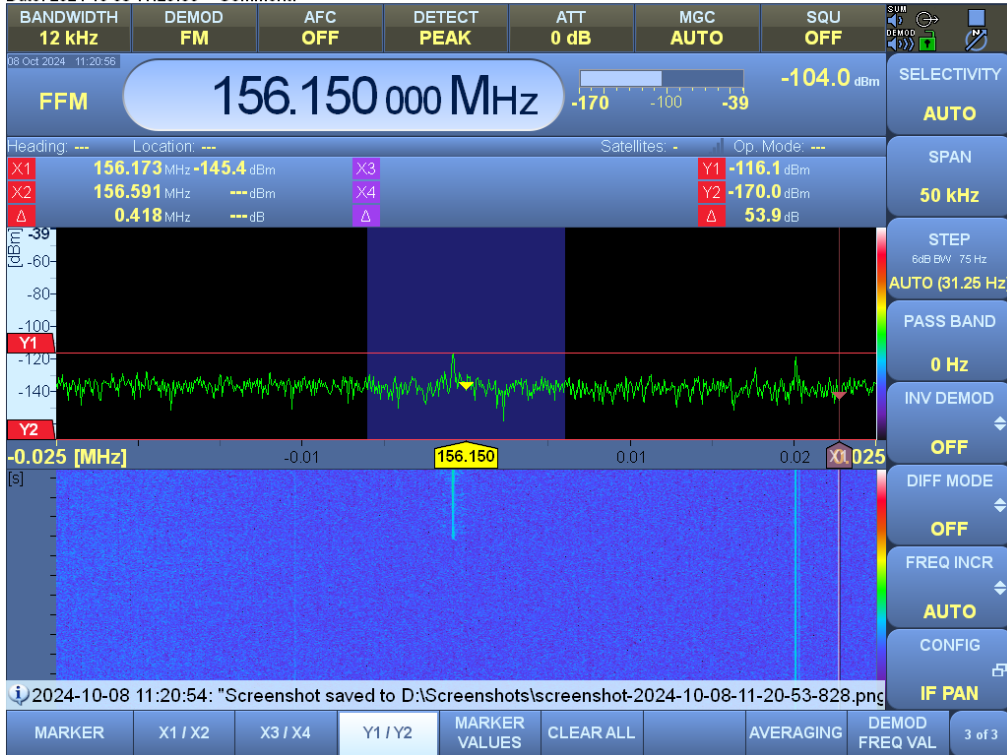 BANDWIDTH DEMOD AFC DETECT ATT MGC SQU SUM
12 kHz FM OFF PEAK 0 dB AUTO OFF DEMOD
08 Oct 2024 11:20:56
FFM 156.150 000 MHz -170 -100 -39 -104.0 dBm
SELECTIVITY
AUTO
Heading: --- Location: --- Satellites: - Op. Mode: ---
X1 156.173 MHz -145.4 dBm X3 Y1 -116.1 dBm
X2 156.591 MHz --- dBm X4 Y2 -170.0 dBm
Δ 0.418 MHz --- dB Δ Δ 53.9 dB
SPAN
50 kHz
[dBm]
-39
-60
-80
-100
Y1
-120
-140
Y2
STEP
6dB BW 75 Hz
AUTO (31.25 Hz)
PASS BAND
0 Hz
INV DEMOD
OFF
-0.025 [MHz] -0.01 156.150 0.01 0.02 X1 025
[s]
DIFF MODE
OFF
FREQ INCR
AUTO
CONFIG
IF PAN
2024-10-08 11:20:54: "Screenshot saved to D:\Screenshots\screenshot-2024-10-08-11-20-53-828.png
MARKER X1 / X2 X3 / X4 Y1 / Y2 MARKER VALUES CLEAR ALL AVERAGING DEMOD FREQ VAL 3 of 3